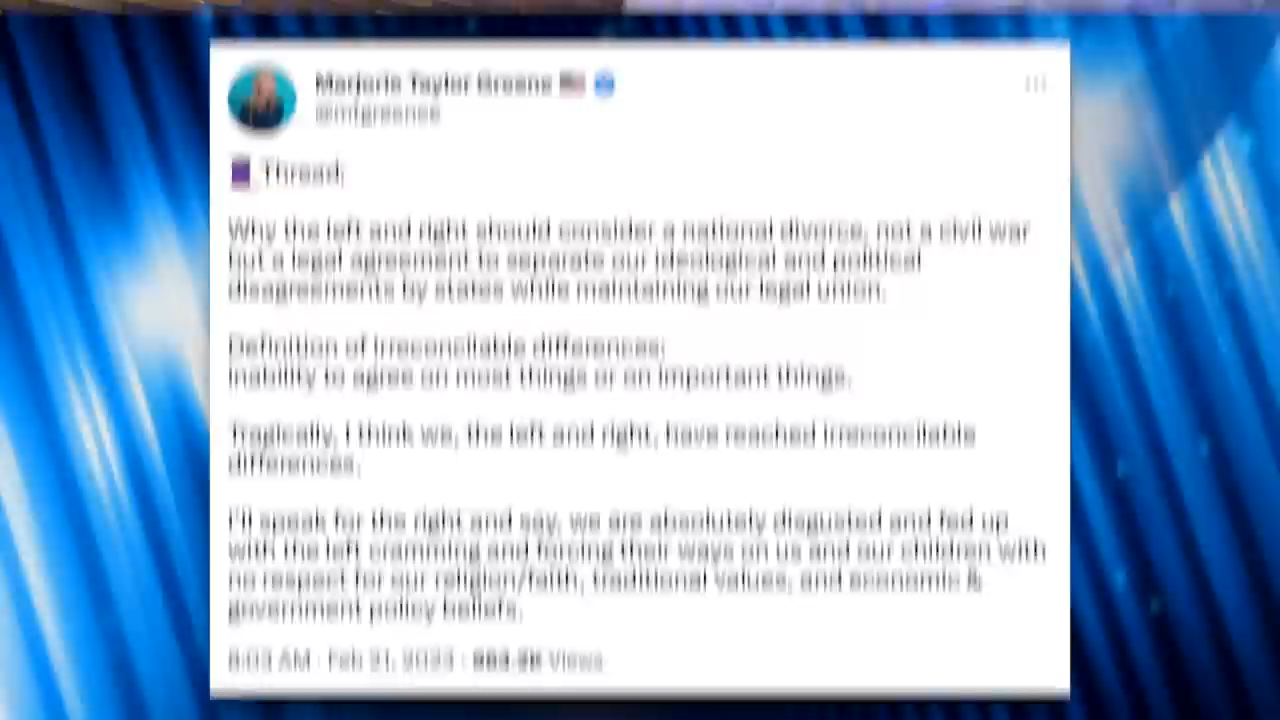 Marjorie Taylor Greene
@mtgreenee
Thread:
Why the left and right should consider a national divorce, not a civil war
but a legal agreement to separate our ideological and political
disagreements by states while maintaining our legal union.
Definition of irreconcilable differences:
inability to agree on most things or on important things.
Tragically, I think we, the left and right, have reached irreconcilable
differences.
I'll speak for the right and say, we are absolutely disgusted and fed up
with the left cramming and forcing their ways on us and our children with
no respect for our religion/faith, traditional values, and economic &
government policy beliefs.
8:03 AM · Feb 21, 2023 · Views